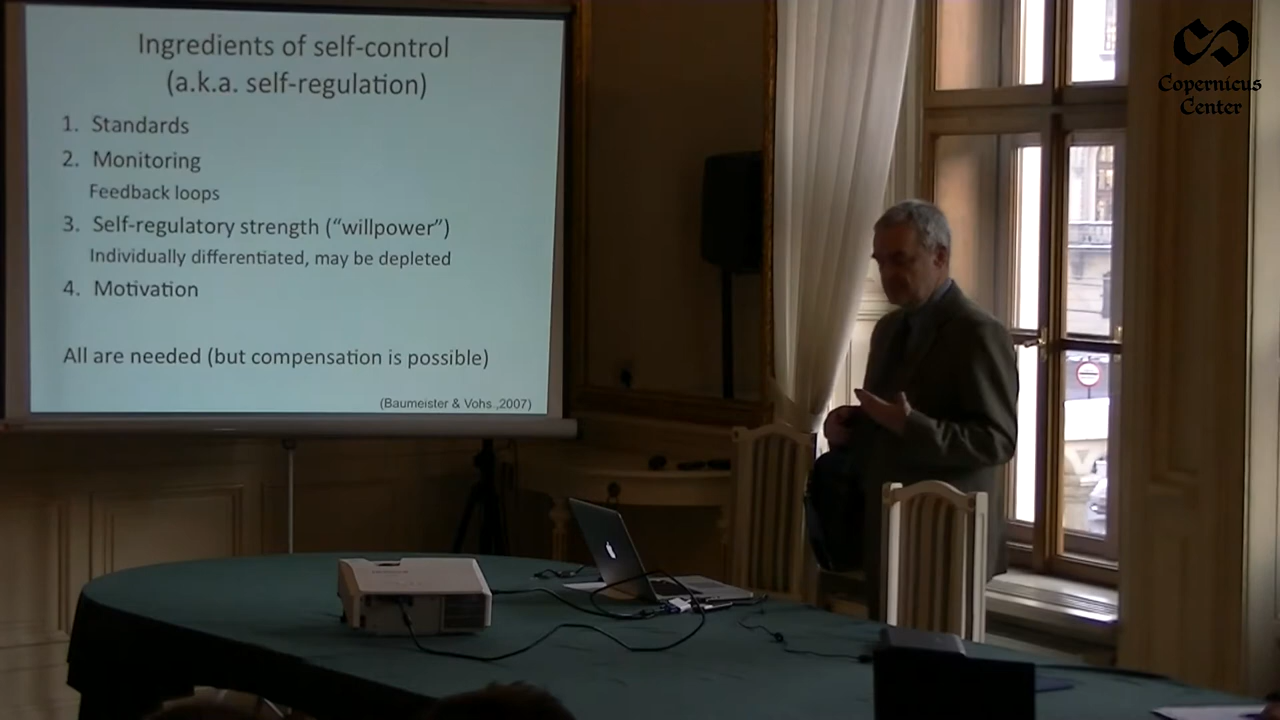 Ingredients of self-control
(a.k.a. self-regulation)
1. Standards
2. Monitoring
Feedback loops
3. Self-regulatory strength (“willpower”)
Individually differentiated, may be depleted
4. Motivation
All are needed (but compensation is possible)
(Baumeister & Vohs ,2007)
Copernicus
Center